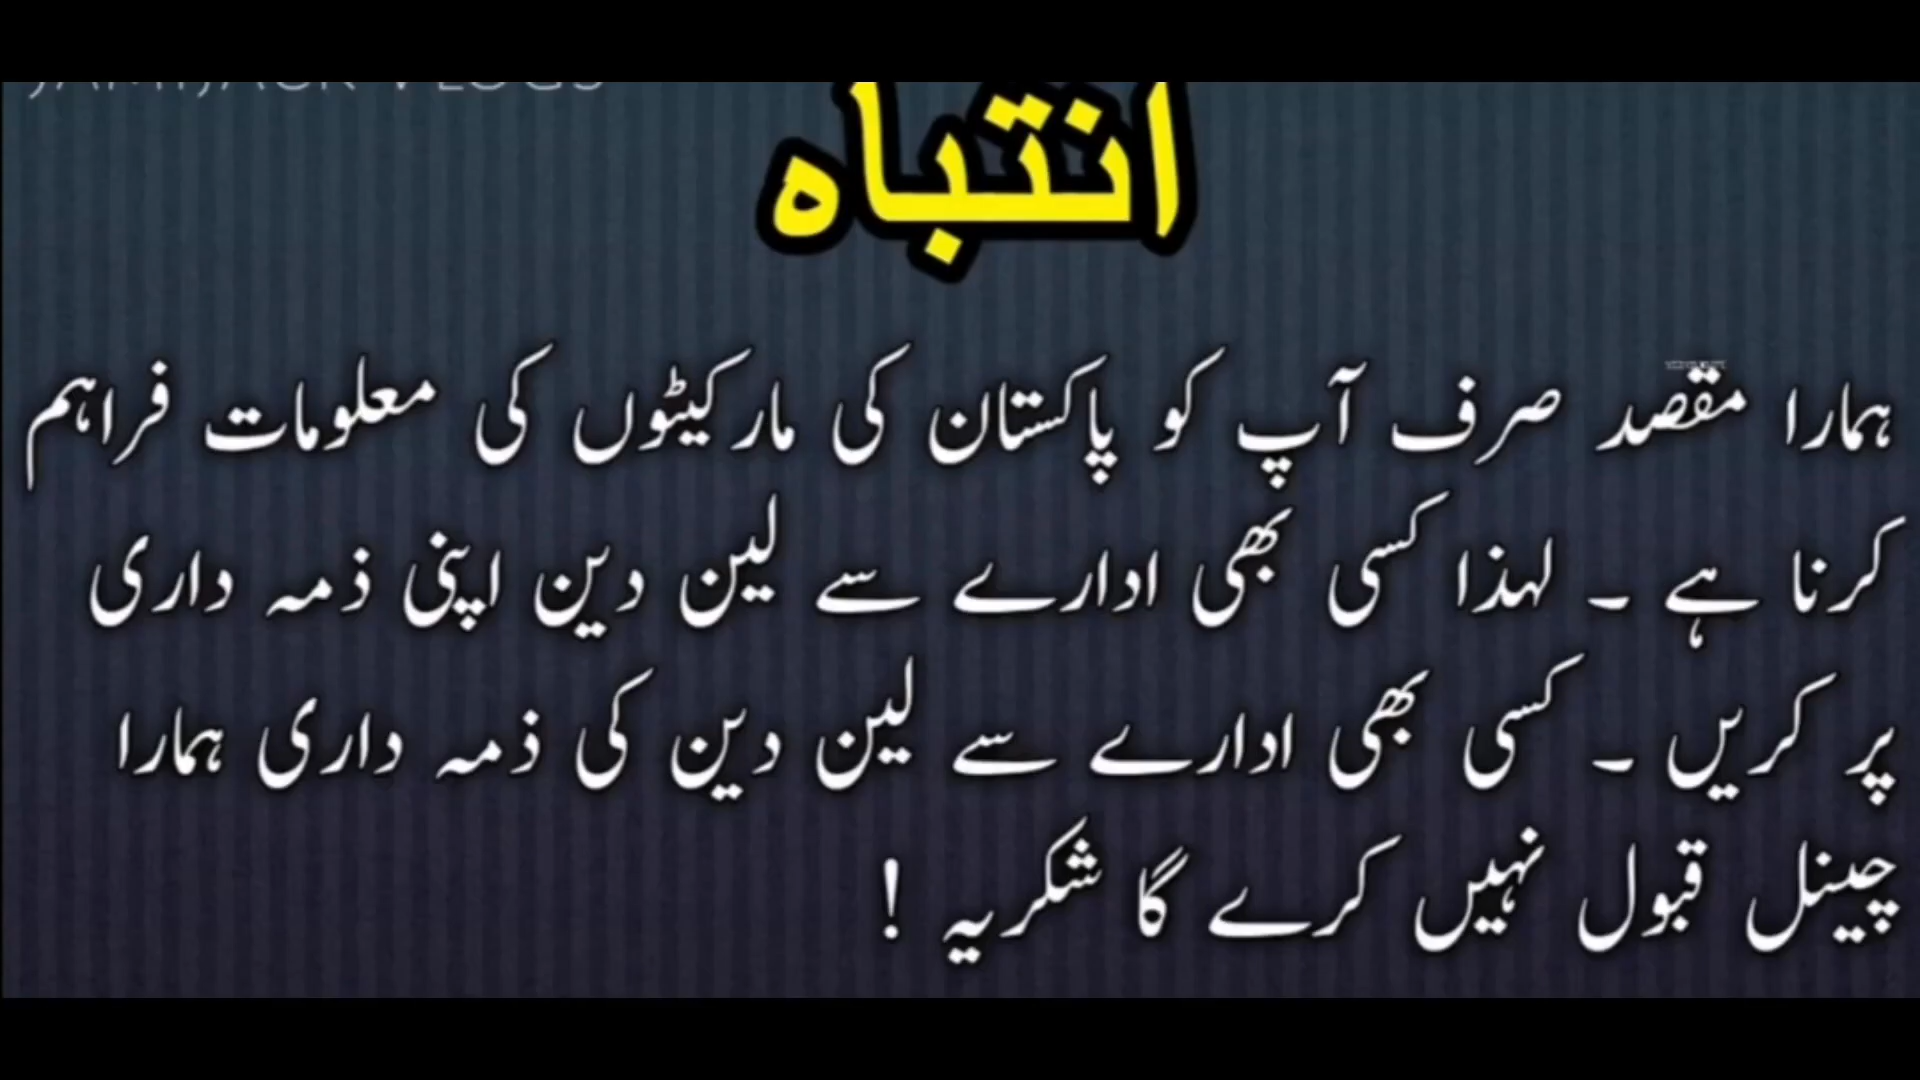 انتباہ
ہمارا مقصد صرف آپ کو پاکستان کی مارکیٹوں کی معلومات فراہم
کرنا ہے ۔ لہذا کسی بھی ادارے سے لین دین اپنی ذمہ داری
پر کریں ۔ کسی بھی ادارے سے لین دین کی ذمہ داری ہمارا
چینل قبول نہیں کرے گا شکریہ !